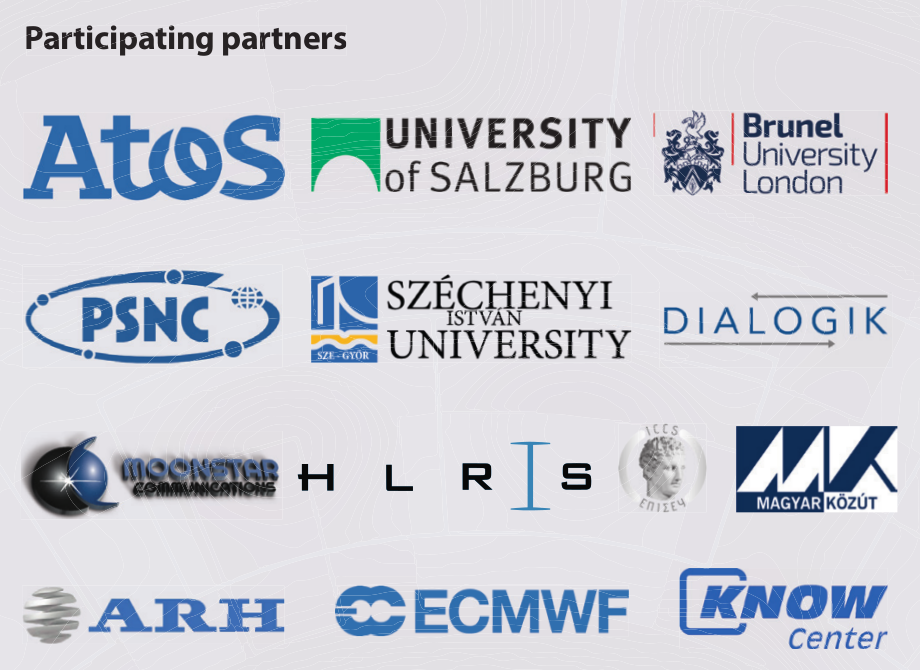 Participating partners
Atos
UNIVERSITY
of SALZBURG
Brunel
University
London
PSNC
SZÉCHENYI
ISTVÁN
UNIVERSITY
SZE - GYŐR
DIALOGIK
MOONSTAR
COMMUNICATIONS
H L R I S
ICCS
ΕΠΙΣΕΥ
MK
MAGYAR KÖZÚT
ARH
ECMWF
KNOW
Center